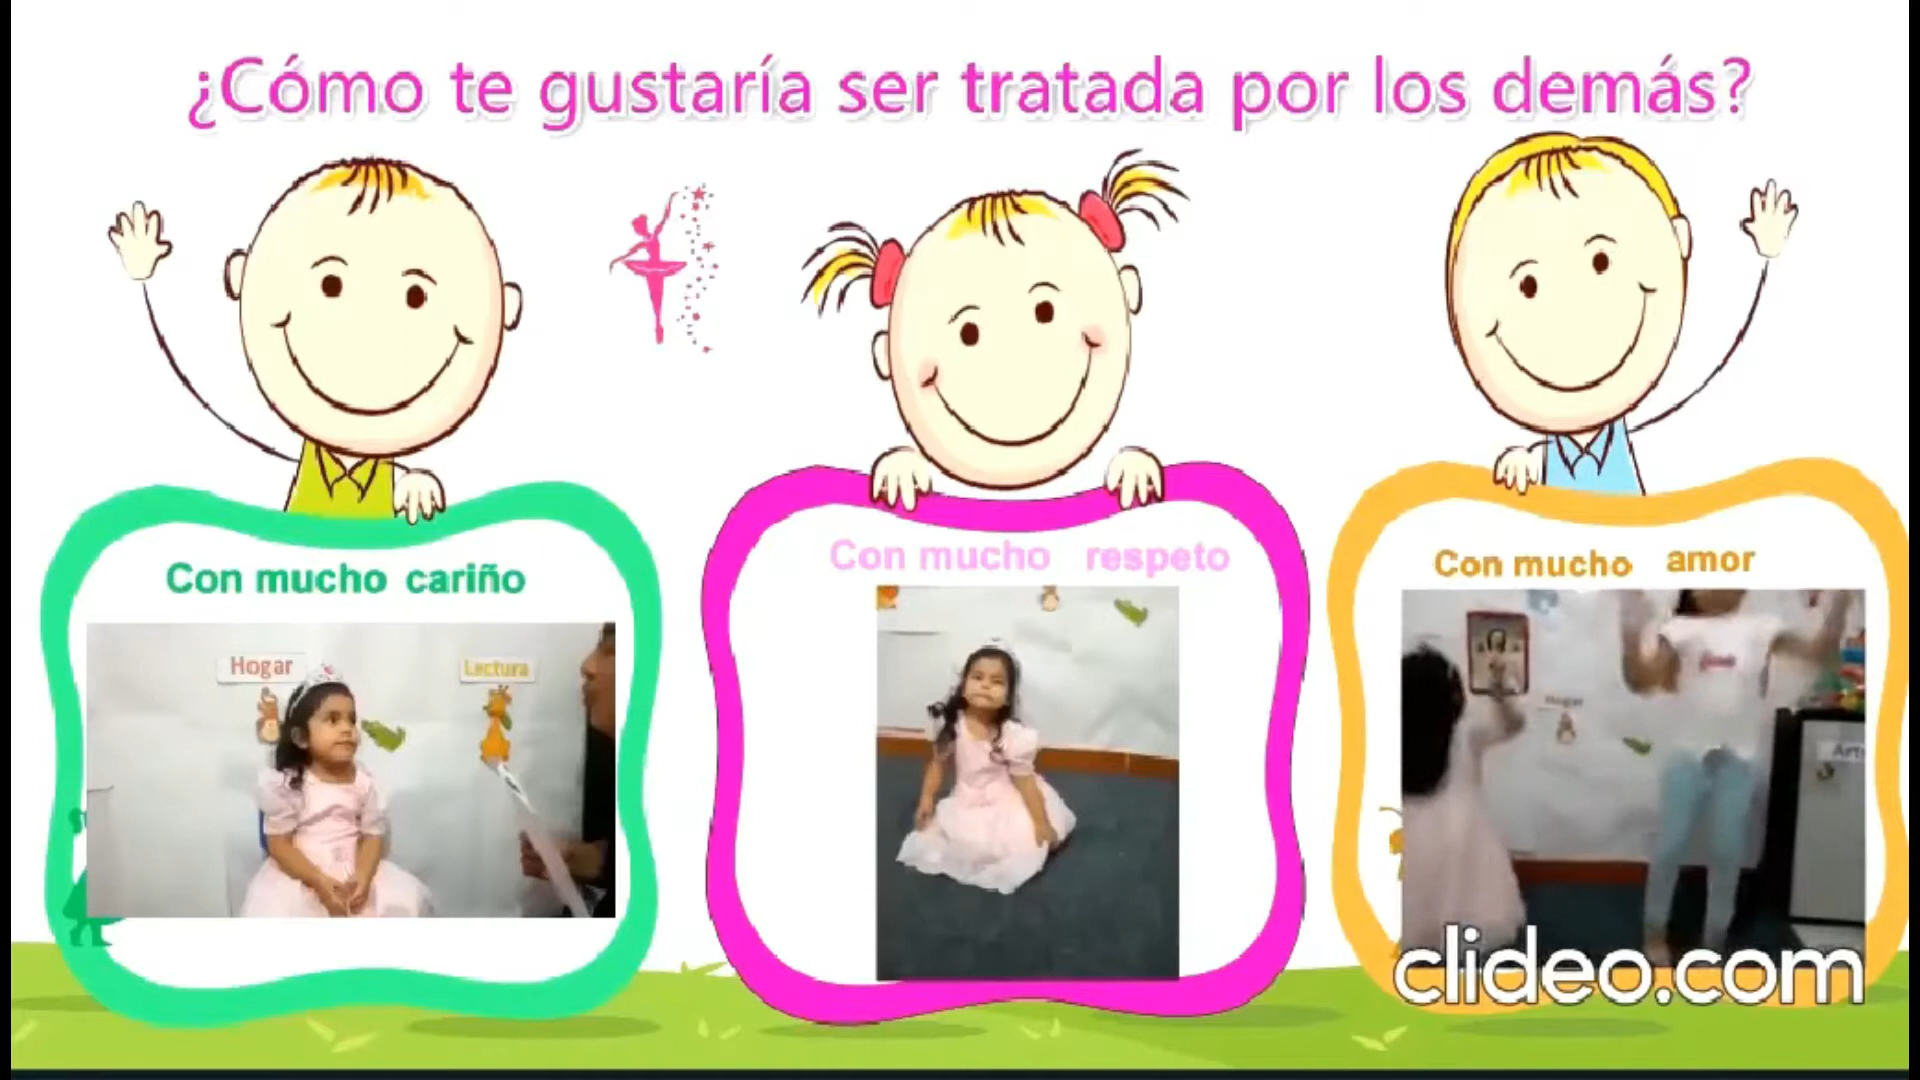 ¿Cómo te gustaría ser tratada por los demás?
Con mucho cariño
Con mucho respeto
Con mucho amor
Hogar
Lectura
Hogar
clideo.com